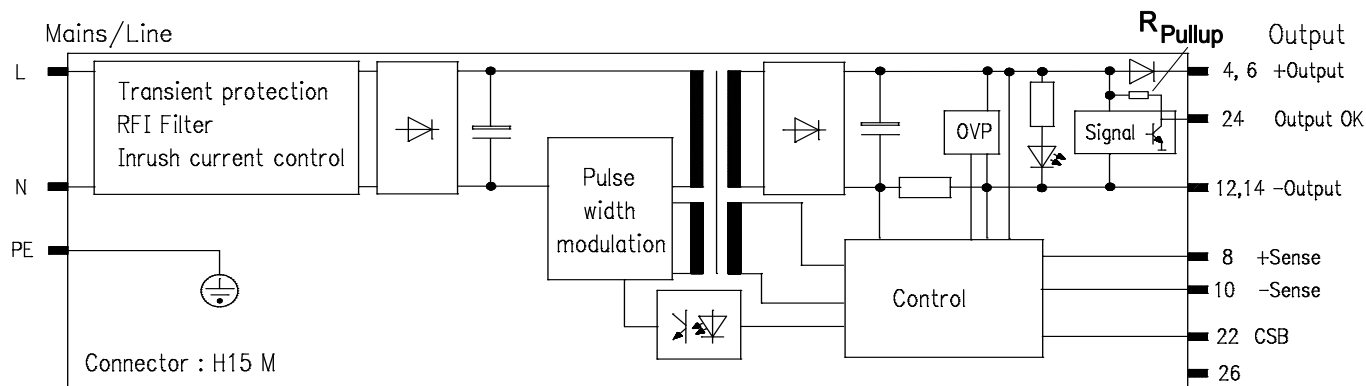 Mains/Line
R Pullup
Output
L
Transient protection
RFI Filter
Inrush current control
4, 6 +Output
OVP
Signal
24 Output OK
N
Pulse
width
modulation
12,14 -Output
PE
Control
8 +Sense
10 -Sense
22 CSB
Connector : H15 M
26